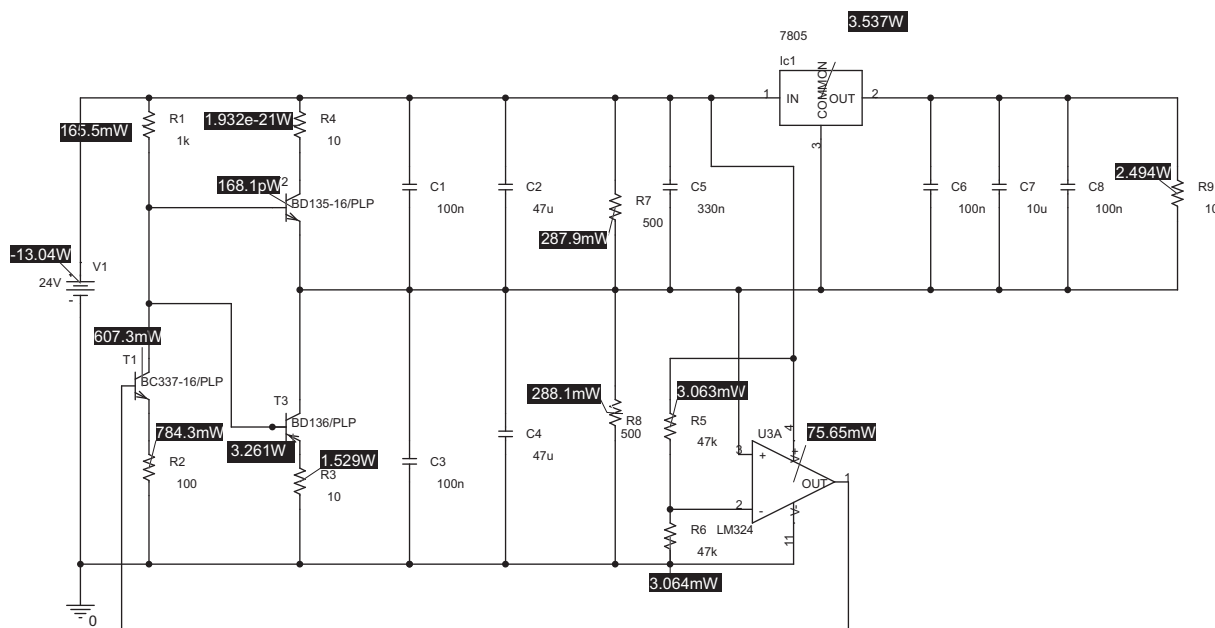 3.537W
7805
Ic1
IN
COMMON
OUT
1
2
3
165.5mW
R1
1k
1.932e-21W
R4
10
168.1pW
2
BD135-16/PLP
C1
100n
C2
47u
R7
500
287.9mW
C5
330n
C6
100n
C7
10u
C8
100n
2.494W
R9
10
-13.04W
V1
24V
+
-
607.3mW
T1
BC337-16/PLP
T3
BD136/PLP
3.261W
784.3mW
R2
100
1.529W
R3
10
C3
100n
C4
47u
288.1mW
R8
500
3.063mW
R5
47k
U3A
75.65mW
4
3
+
V+
OUT
1
2
-
V-
11
LM324
R6
47k
3.064mW
0